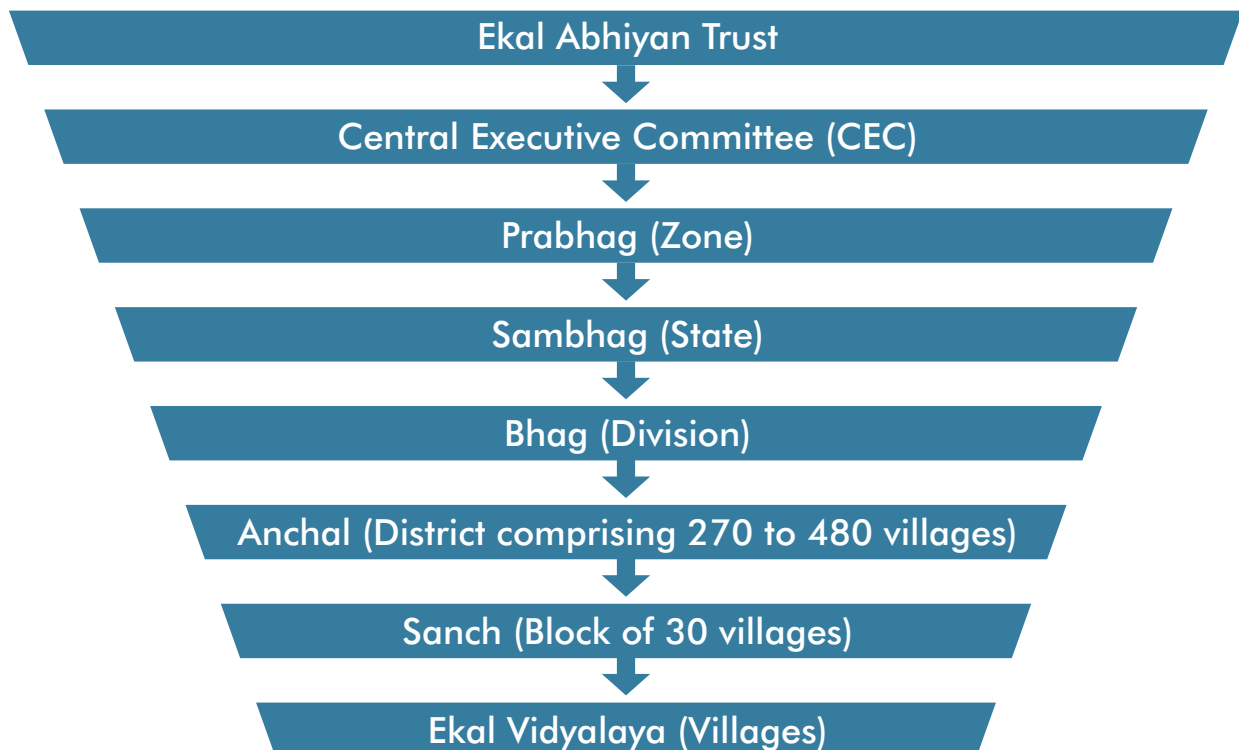 Ekal Abhiyan Trust
Central Executive Committee (CEC)
Prabhag (Zone)
Sambhag (State)
Bhag (Division)
Anchal (District comprising 270 to 480 villages)
Sanch (Block of 30 villages)
Ekal Vidyalaya (Villages)